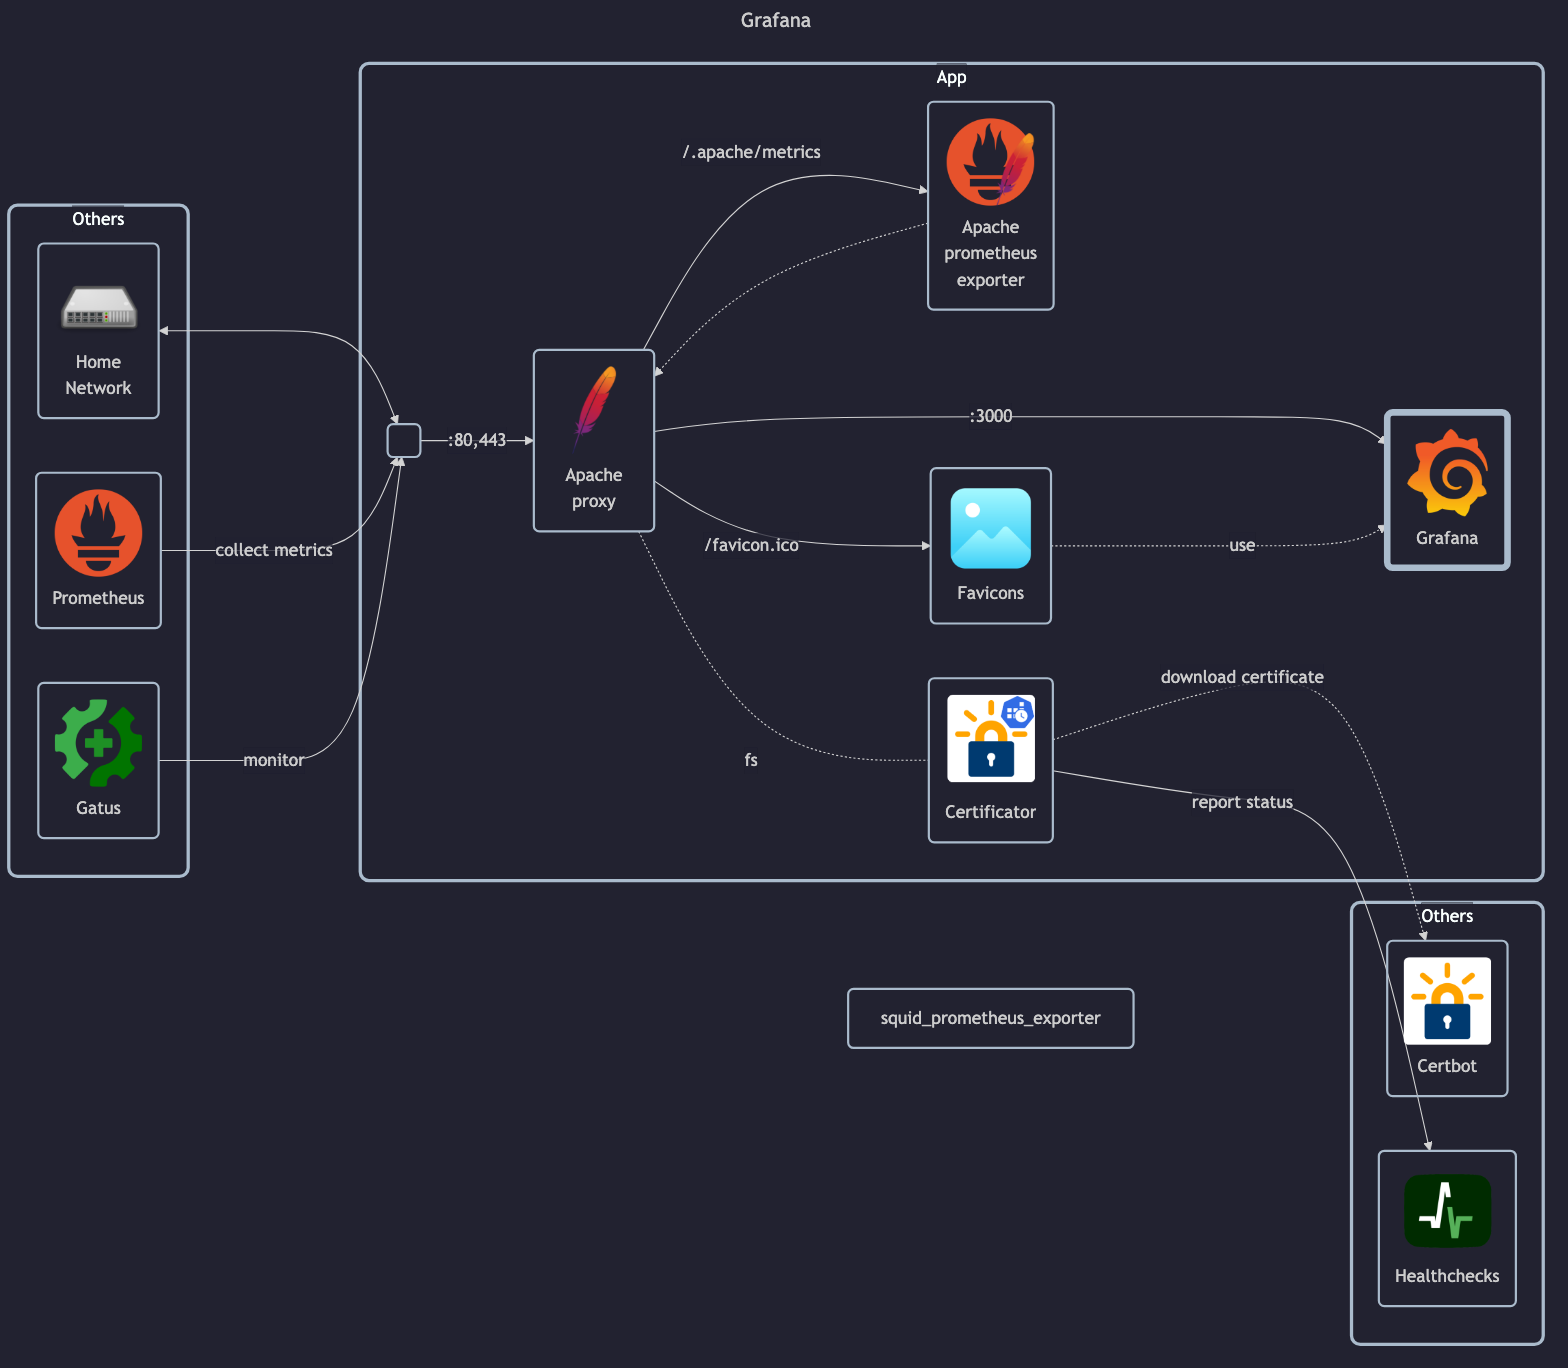 Grafana
App
/.apache/metrics
Apache
prometheus
exporter
Others
Home
Network
:80,443
Apache
proxy
:3000
Grafana
collect metrics
Prometheus
/favicon.ico
Favicons
use
monitor
Gatus
fs
Certificator
download certificate
report status
Others
Certbot
squid_prometheus_exporter
Healthchecks